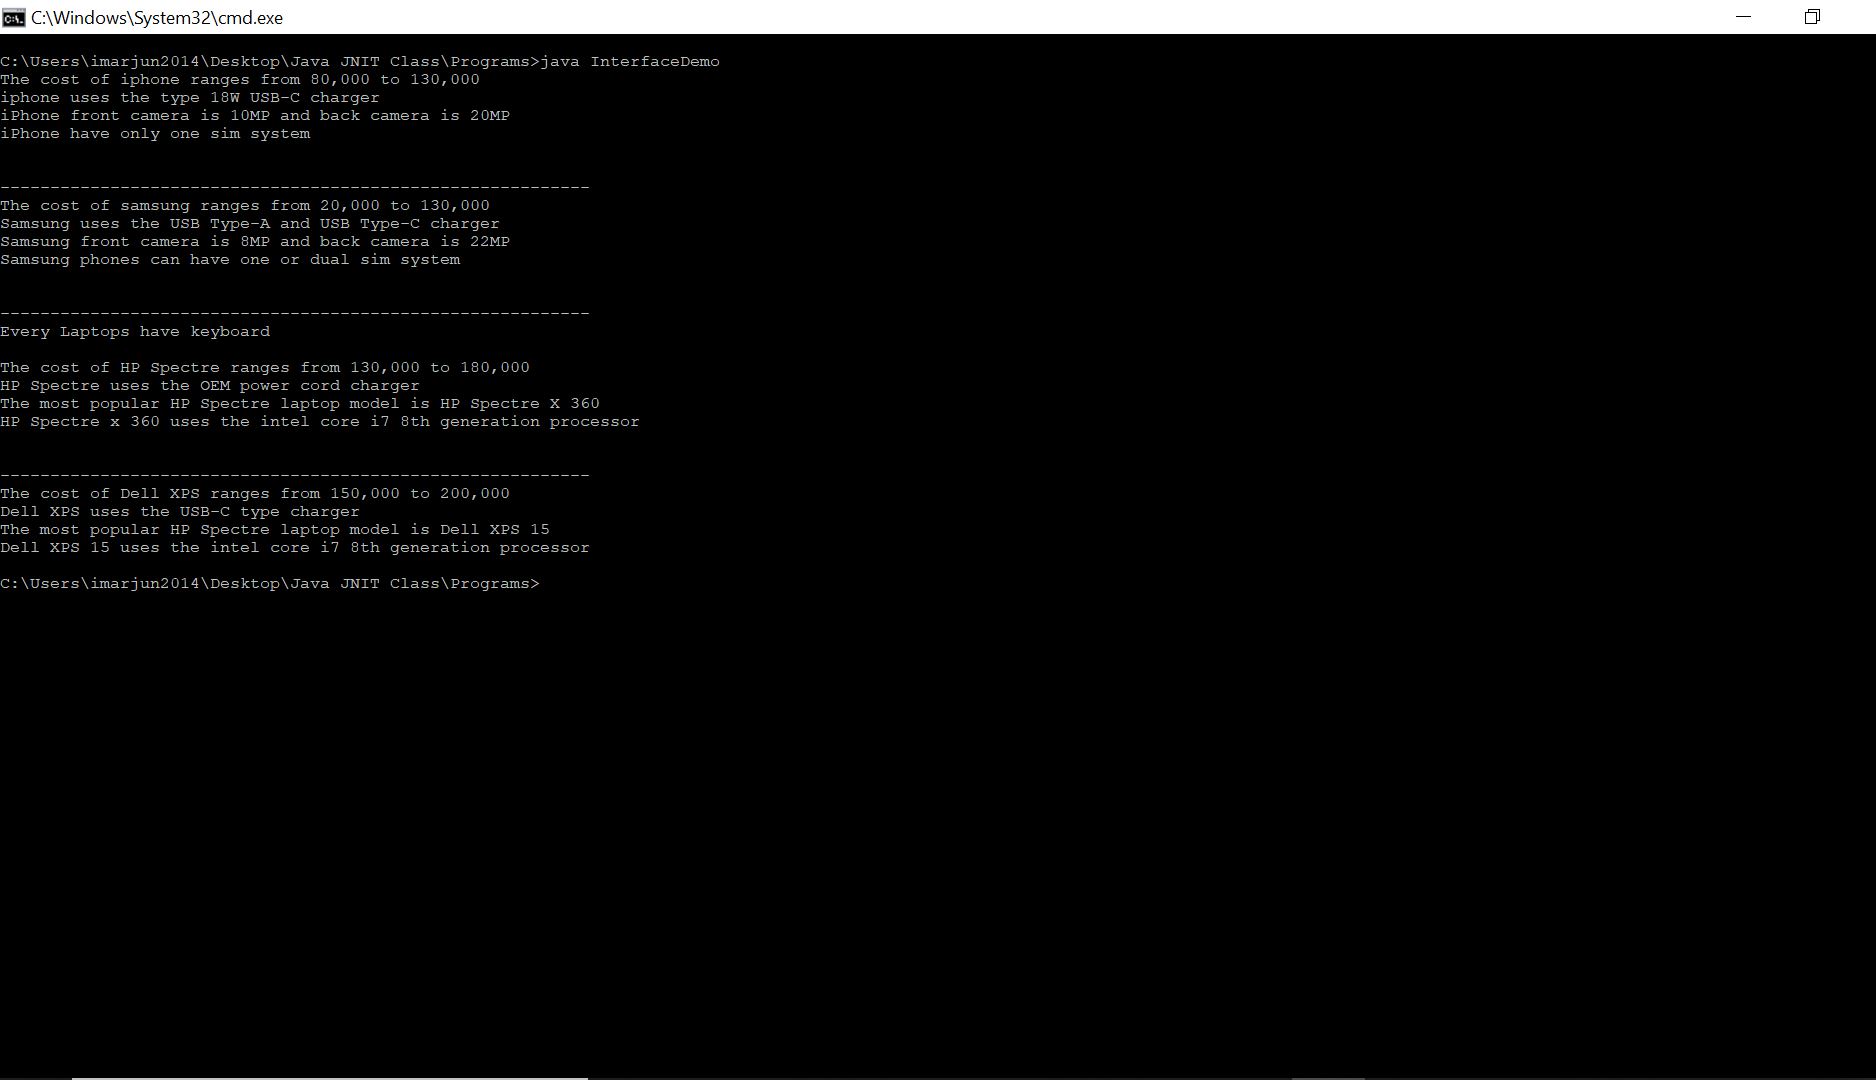 C:\Windows\System32\cmd.exe
C:\Users\imarjun2014\Desktop\Java JNIT Class\Programs>java InterfaceDemo
The cost of iphone ranges from 80,000 to 130,000
iphone uses the type 18W USB-C charger
iPhone front camera is 10MP and back camera is 20MP
iPhone have only one sim system
-----------------------------------------------------------
The cost of samsung ranges from 20,000 to 130,000
Samsung uses the USB Type-A and USB Type-C charger
Samsung front camera is 8MP and back camera is 22MP
Samsung phones can have one or dual sim system
-----------------------------------------------------------
Every Laptops have keyboard
The cost of HP Spectre ranges from 130,000 to 180,000
HP Spectre uses the OEM power cord charger
The most popular HP Spectre laptop model is HP Spectre X 360
HP Spectre x 360 uses the intel core i7 8th generation processor
-----------------------------------------------------------
The cost of Dell XPS ranges from 150,000 to 200,000
Dell XPS uses the USB-C type charger
The most popular HP Spectre laptop model is Dell XPS 15
Dell XPS 15 uses the intel core i7 8th generation processor
C:\Users\imarjun2014\Desktop\Java JNIT Class\Programs>